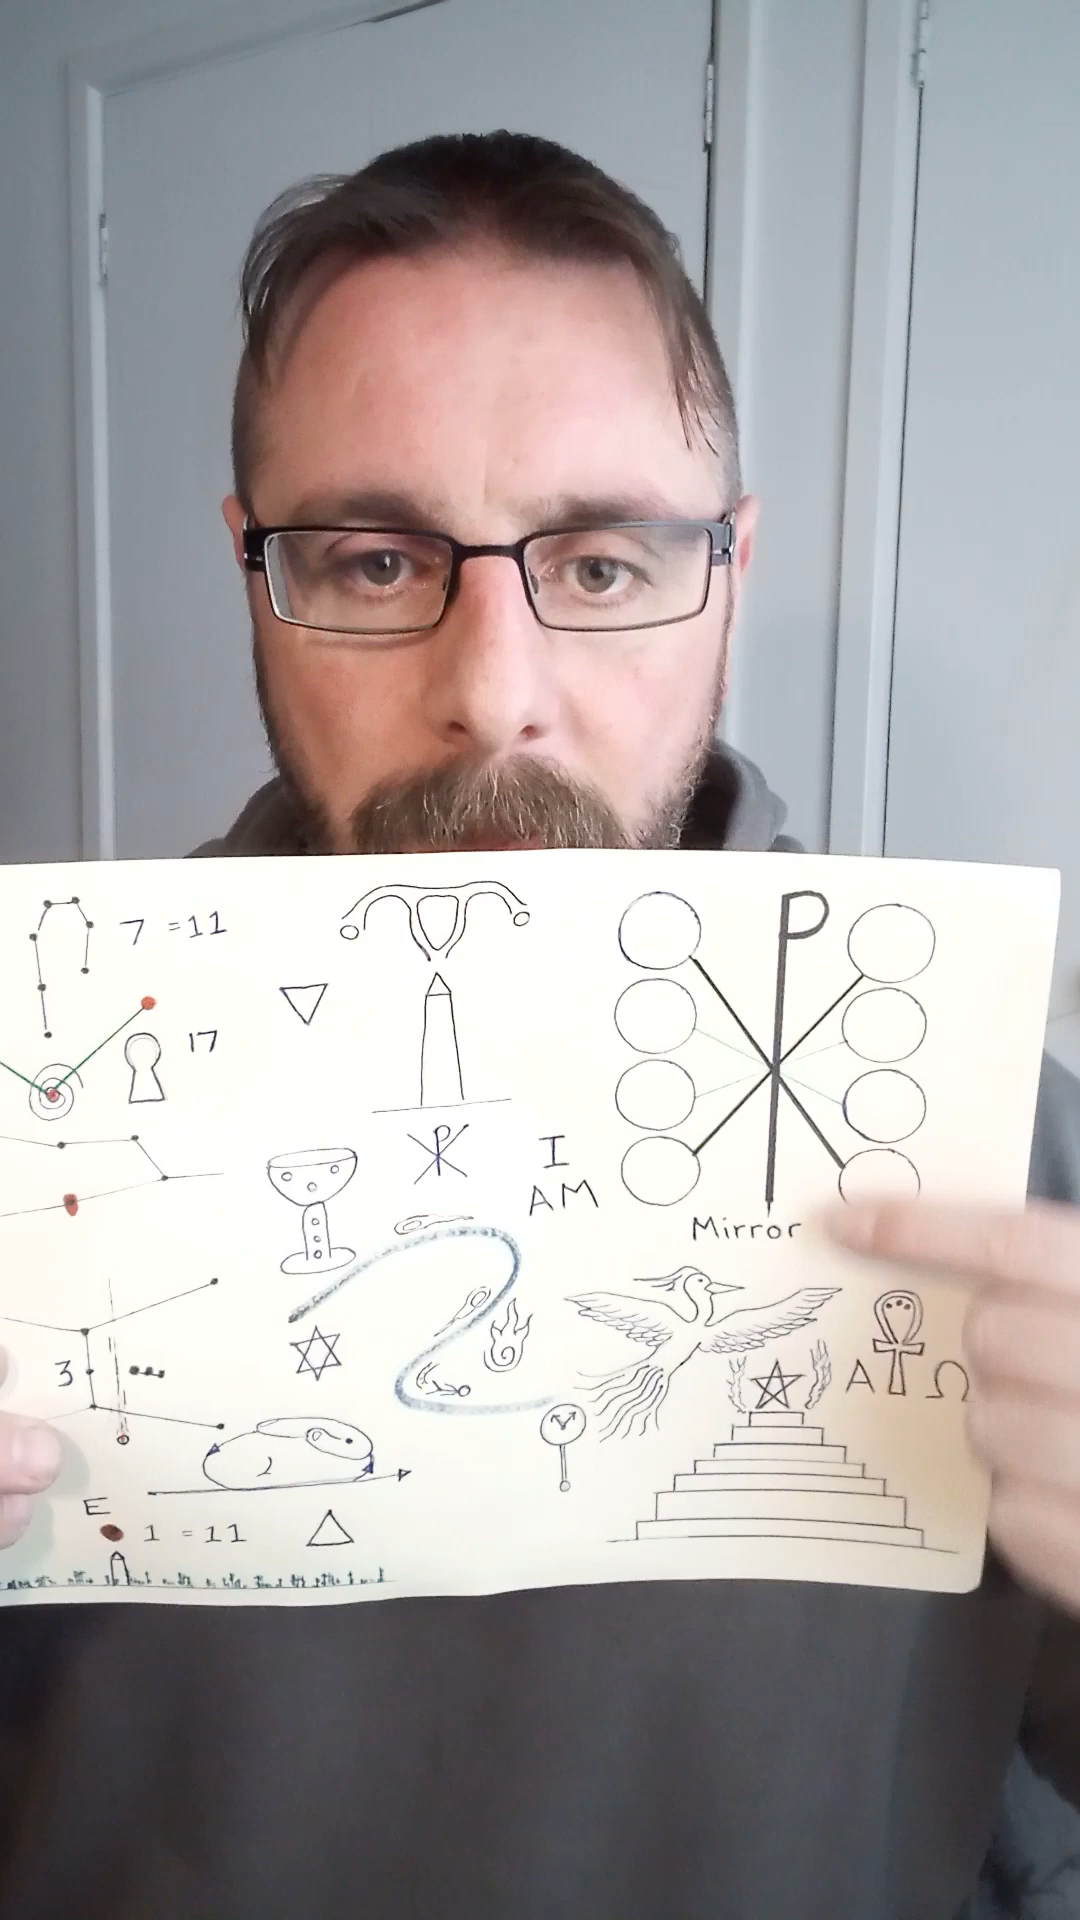 7 = 11
17
I
AM
P
Mirror
3
A Ω
E
1 = 11